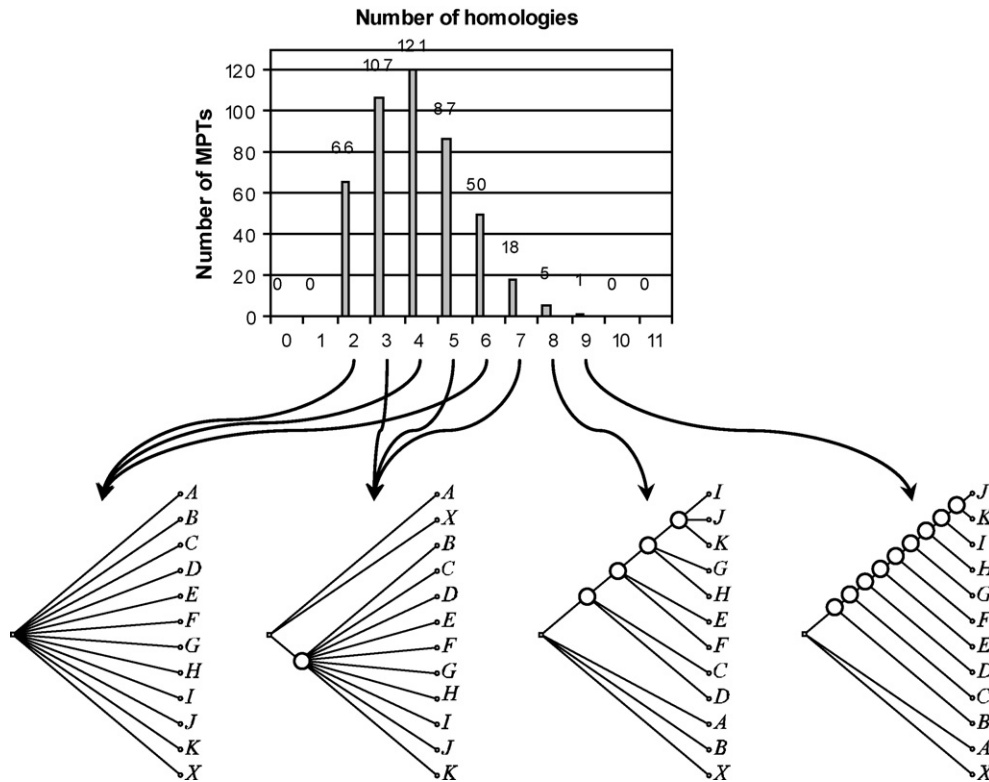 Number of homologies
Number of MPTs
120
100
80
60
40
20
0
0 0 66 107 121 87 50 18 5 1 0 0
0 1 2 3 4 5 6 7 8 9 10 11
A
B
C
D
E
F
G
H
I
J
K
X
A
X
B
C
D
E
F
G
H
I
J
K
I
J
K
G
H
E
F
C
D
A
B
X
J
K
I
H
G
F
E
D
C
B
A
X